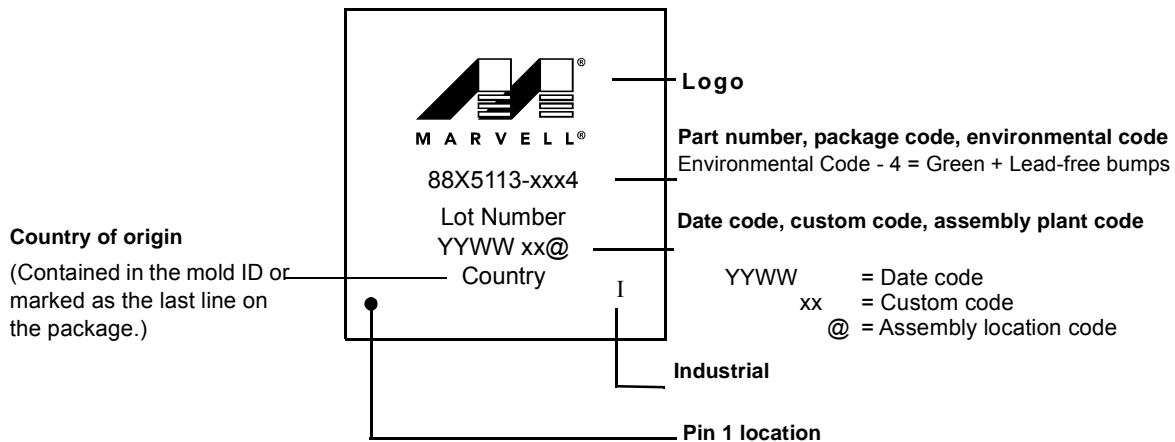 ®
MARVELL®
Logo
Part number, package code, environmental code
Environmental Code - 4 = Green + Lead-free bumps
88X5113-xxx4
Lot Number
YYWW xx@
Country
I
Date code, custom code, assembly plant code
YYWW = Date code
xx = Custom code
@ = Assembly location code
Country of origin
(Contained in the mold ID or
marked as the last line on
the package.)
Industrial
Pin 1 location